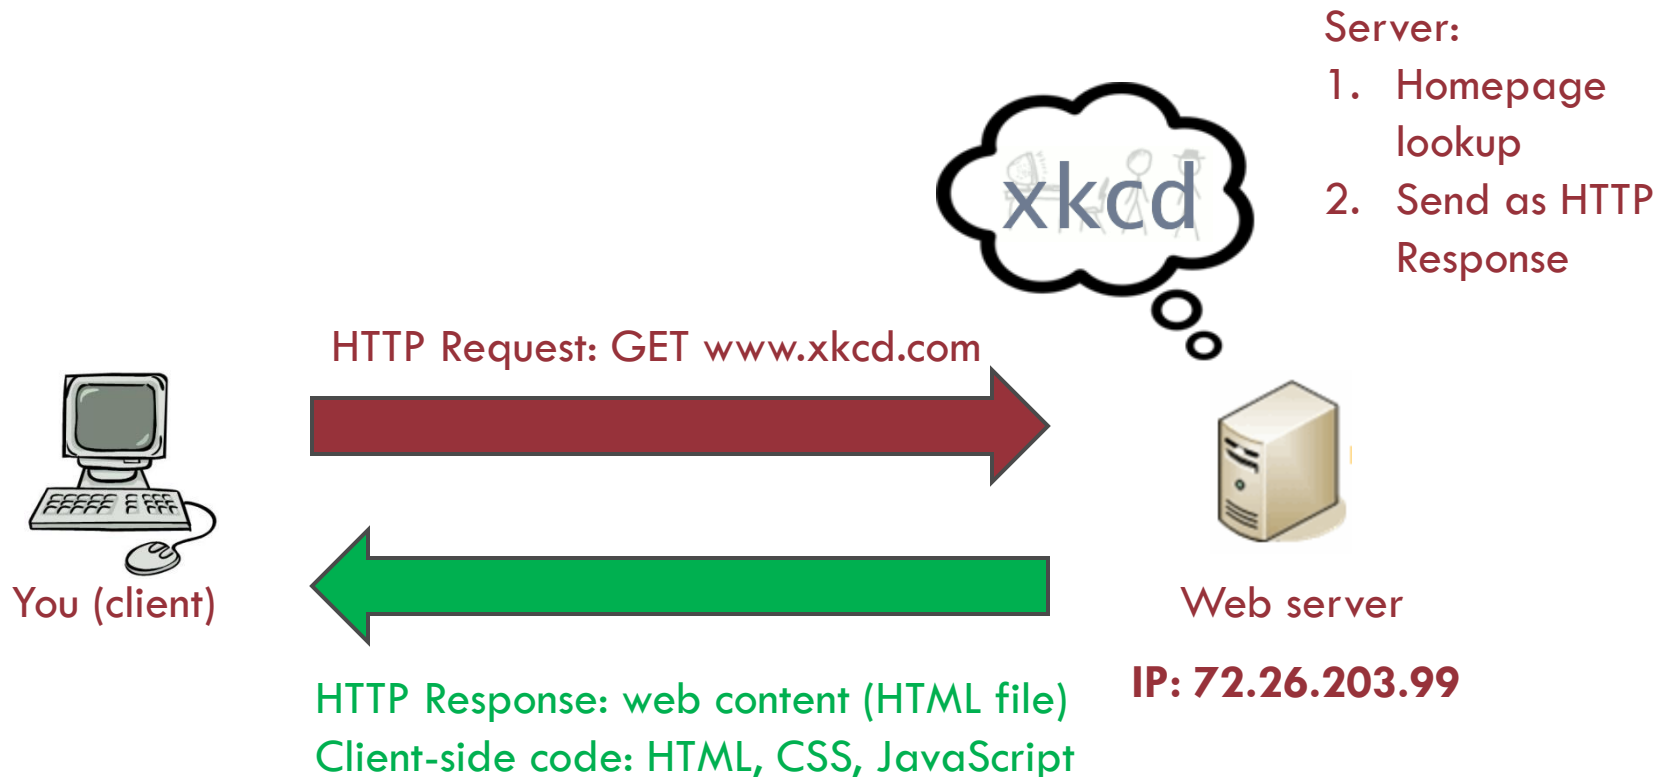 Server:
1. Homepage
lookup
2. Send as HTTP
Response
xkcd
HTTP Request: GET www.xkcd.com
You (client)
Web server
IP: 72.26.203.99
HTTP Response: web content (HTML file)
Client-side code: HTML, CSS, JavaScript